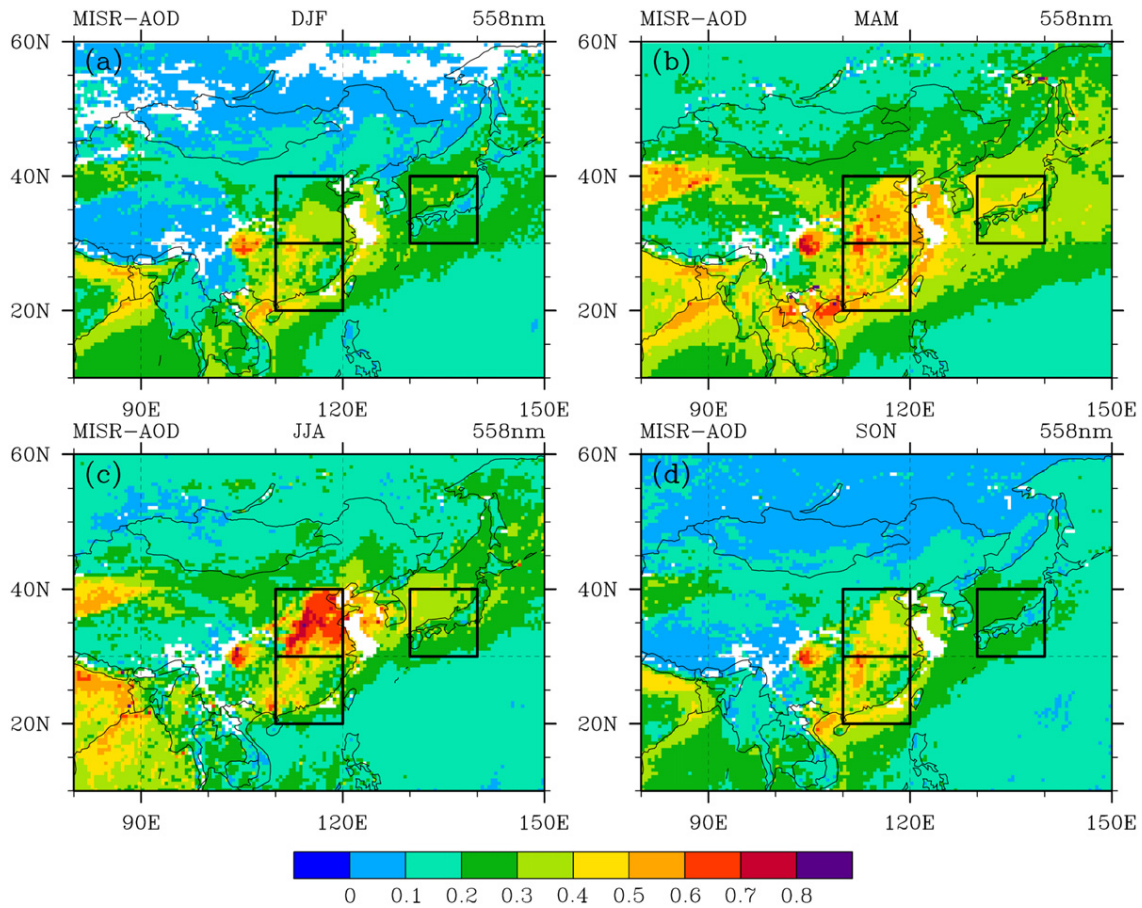 MISR-AOD DJF 558nm
MISR-AOD MAM 558nm
60N (a) 60N (b)
40N 40N
20N 20N
90E 120E 150E 90E 120E 150E
MISR-AOD JJA 558nm
MISR-AOD SON 558nm
60N (c) 60N (d)
40N 40N
20N 20N
90E 120E 150E 90E 120E 150E
0 0.1 0.2 0.3 0.4 0.5 0.6 0.7 0.8